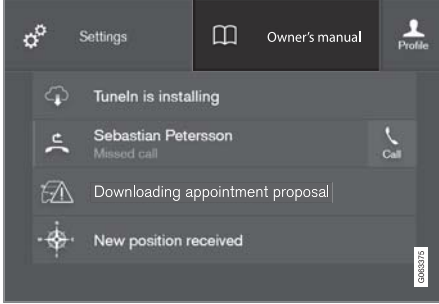 Settings
Owner's manual
Profile
TuneIn is installing
Sebastian Petersson
Missed call
Call
Downloading appointment proposal
New position received
G063375